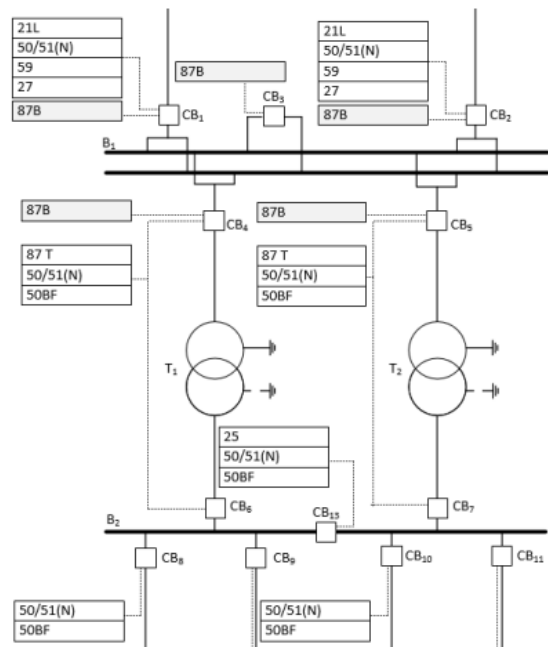 21L
50/51(N)
59
27
87B
CB₁
87B
CB₃
21L
50/51(N)
59
27
87B
CB₂
B₁
87B
CB₄
87 T
50/51(N)
50BF
87B
CB₅
87 T
50/51(N)
50BF
T₁
T₂
25
50/51(N)
50BF
CB₆
CB₇
B₂
CB₁₃
CB₈
CB₉
CB₁₀
CB₁₁
50/51(N)
50BF
50/51(N)
50BF